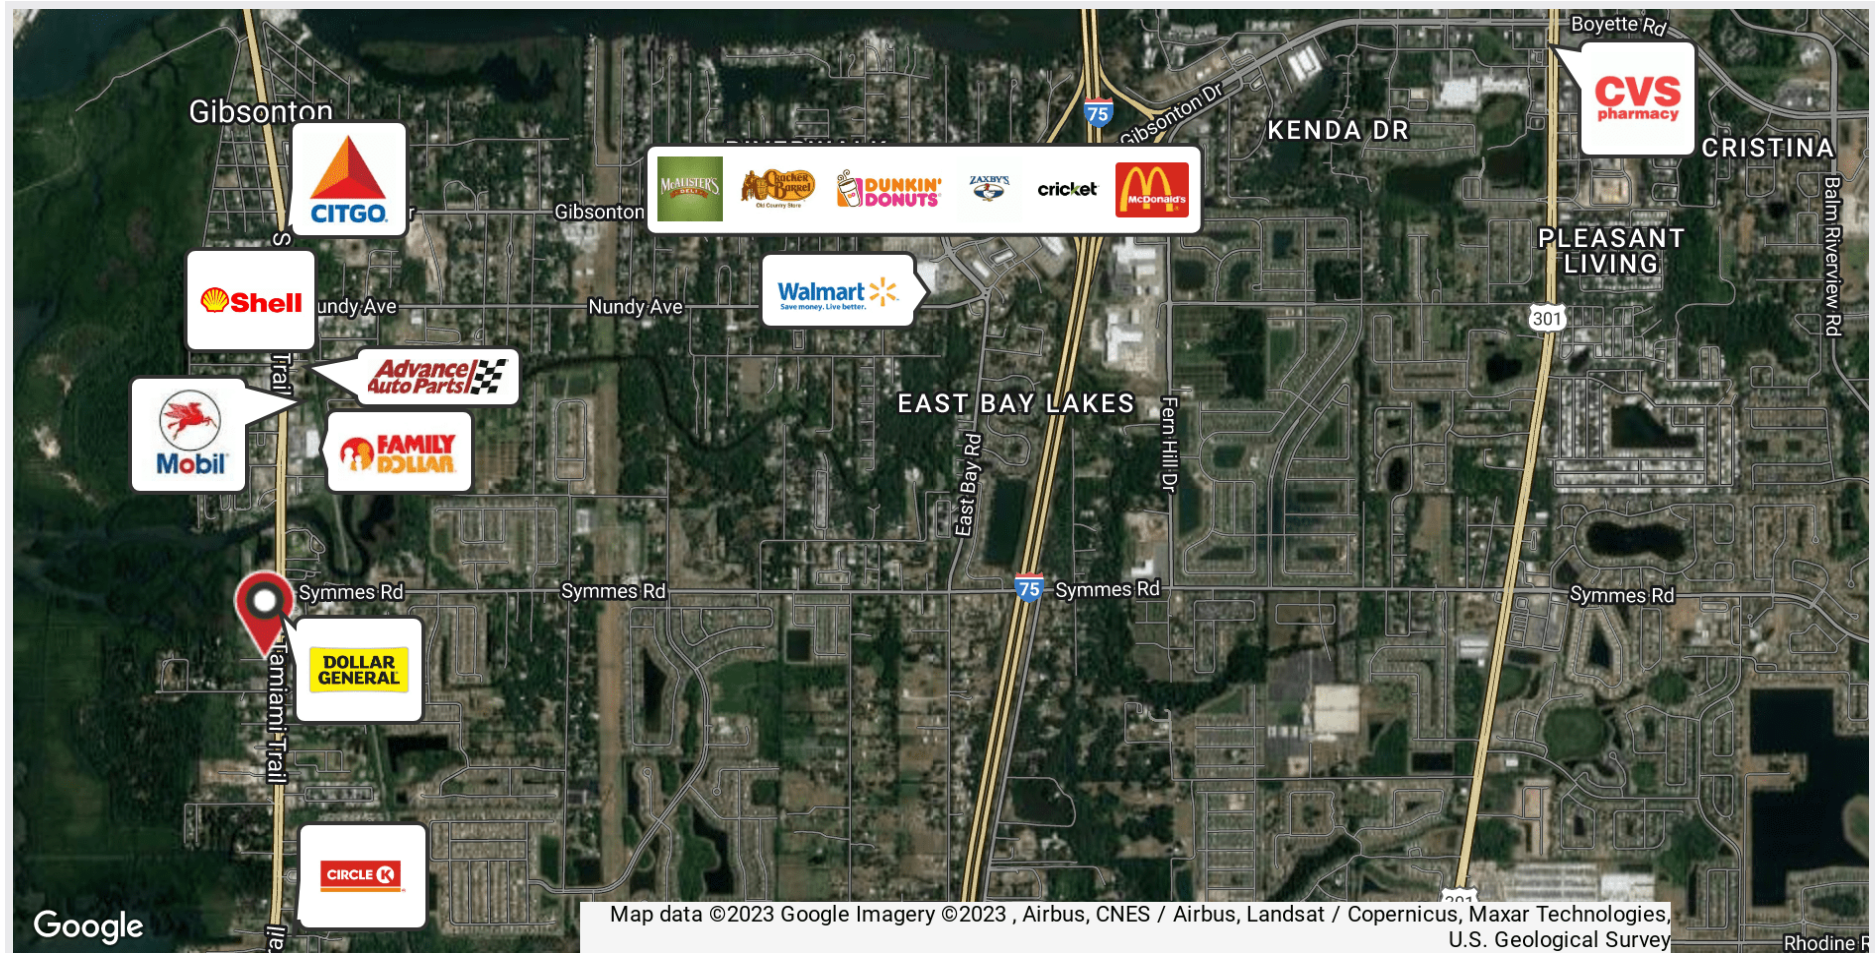 Boyette Rd
Gibsonton
75
Gibsonton Dr
KENDA DR
CVS
pharmacy
CRISTINA
CITGO
McALISTER'S
DELI
Cracker
Barrel
Old Country Store
DUNKIN'
DONUTS
ZAXBY'S
cricket
McDonald's
Gibsonton
Balm Riverview Rd
PLEASANT
LIVING
S
Shell
undy Ave
Nundy Ave
Walmart
Save money. Live better.
301
Trail
Advance
Auto Parts
Mobil
FAMILY
DOLLAR
EAST BAY LAKES
East Bay Rd
Fern Hill Dr
Symmes Rd
Symmes Rd
75
Symmes Rd
Symmes Rd
DOLLAR
GENERAL
Tamiami Trail
CIRCLE K
301
Google
Map data ©2023 Google Imagery ©2023 , Airbus, CNES / Airbus, Landsat / Copernicus, Maxar Technologies,
U.S. Geological Survey
Rhodine R